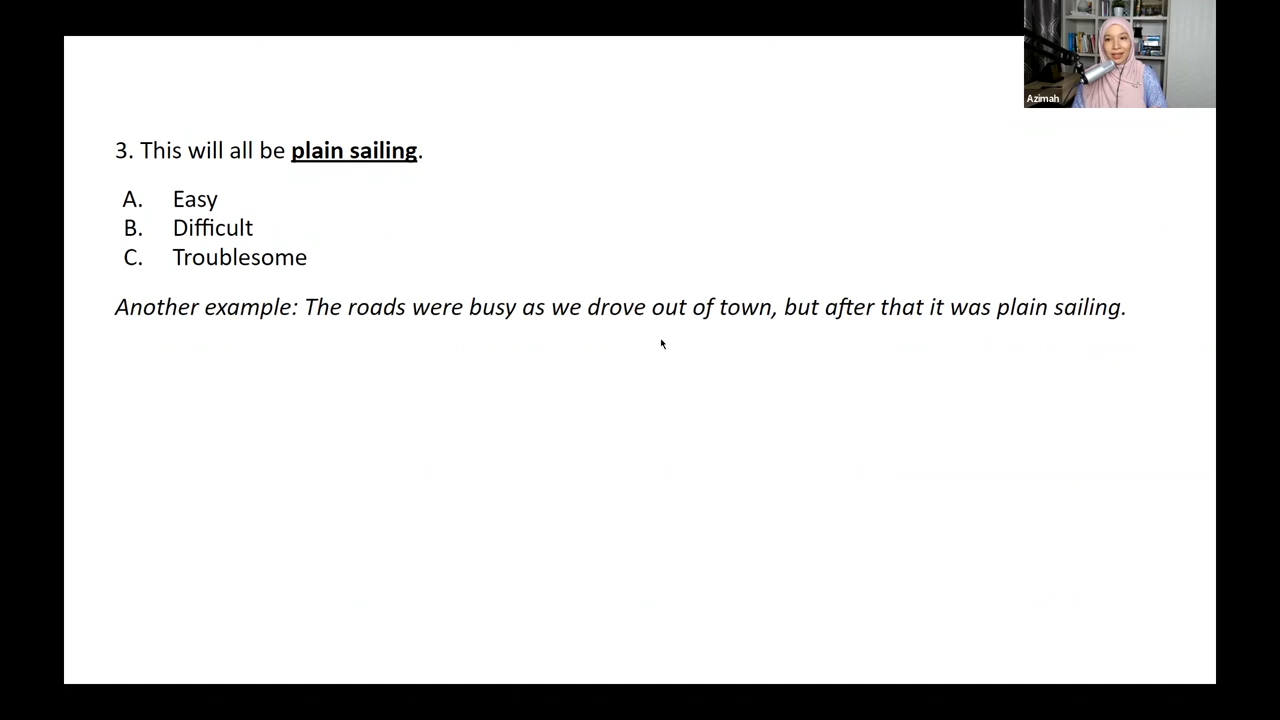 Azimah
3. This will all be plain sailing.
A. Easy
B. Difficult
C. Troublesome
Another example: The roads were busy as we drove out of town, but after that it was plain sailing.